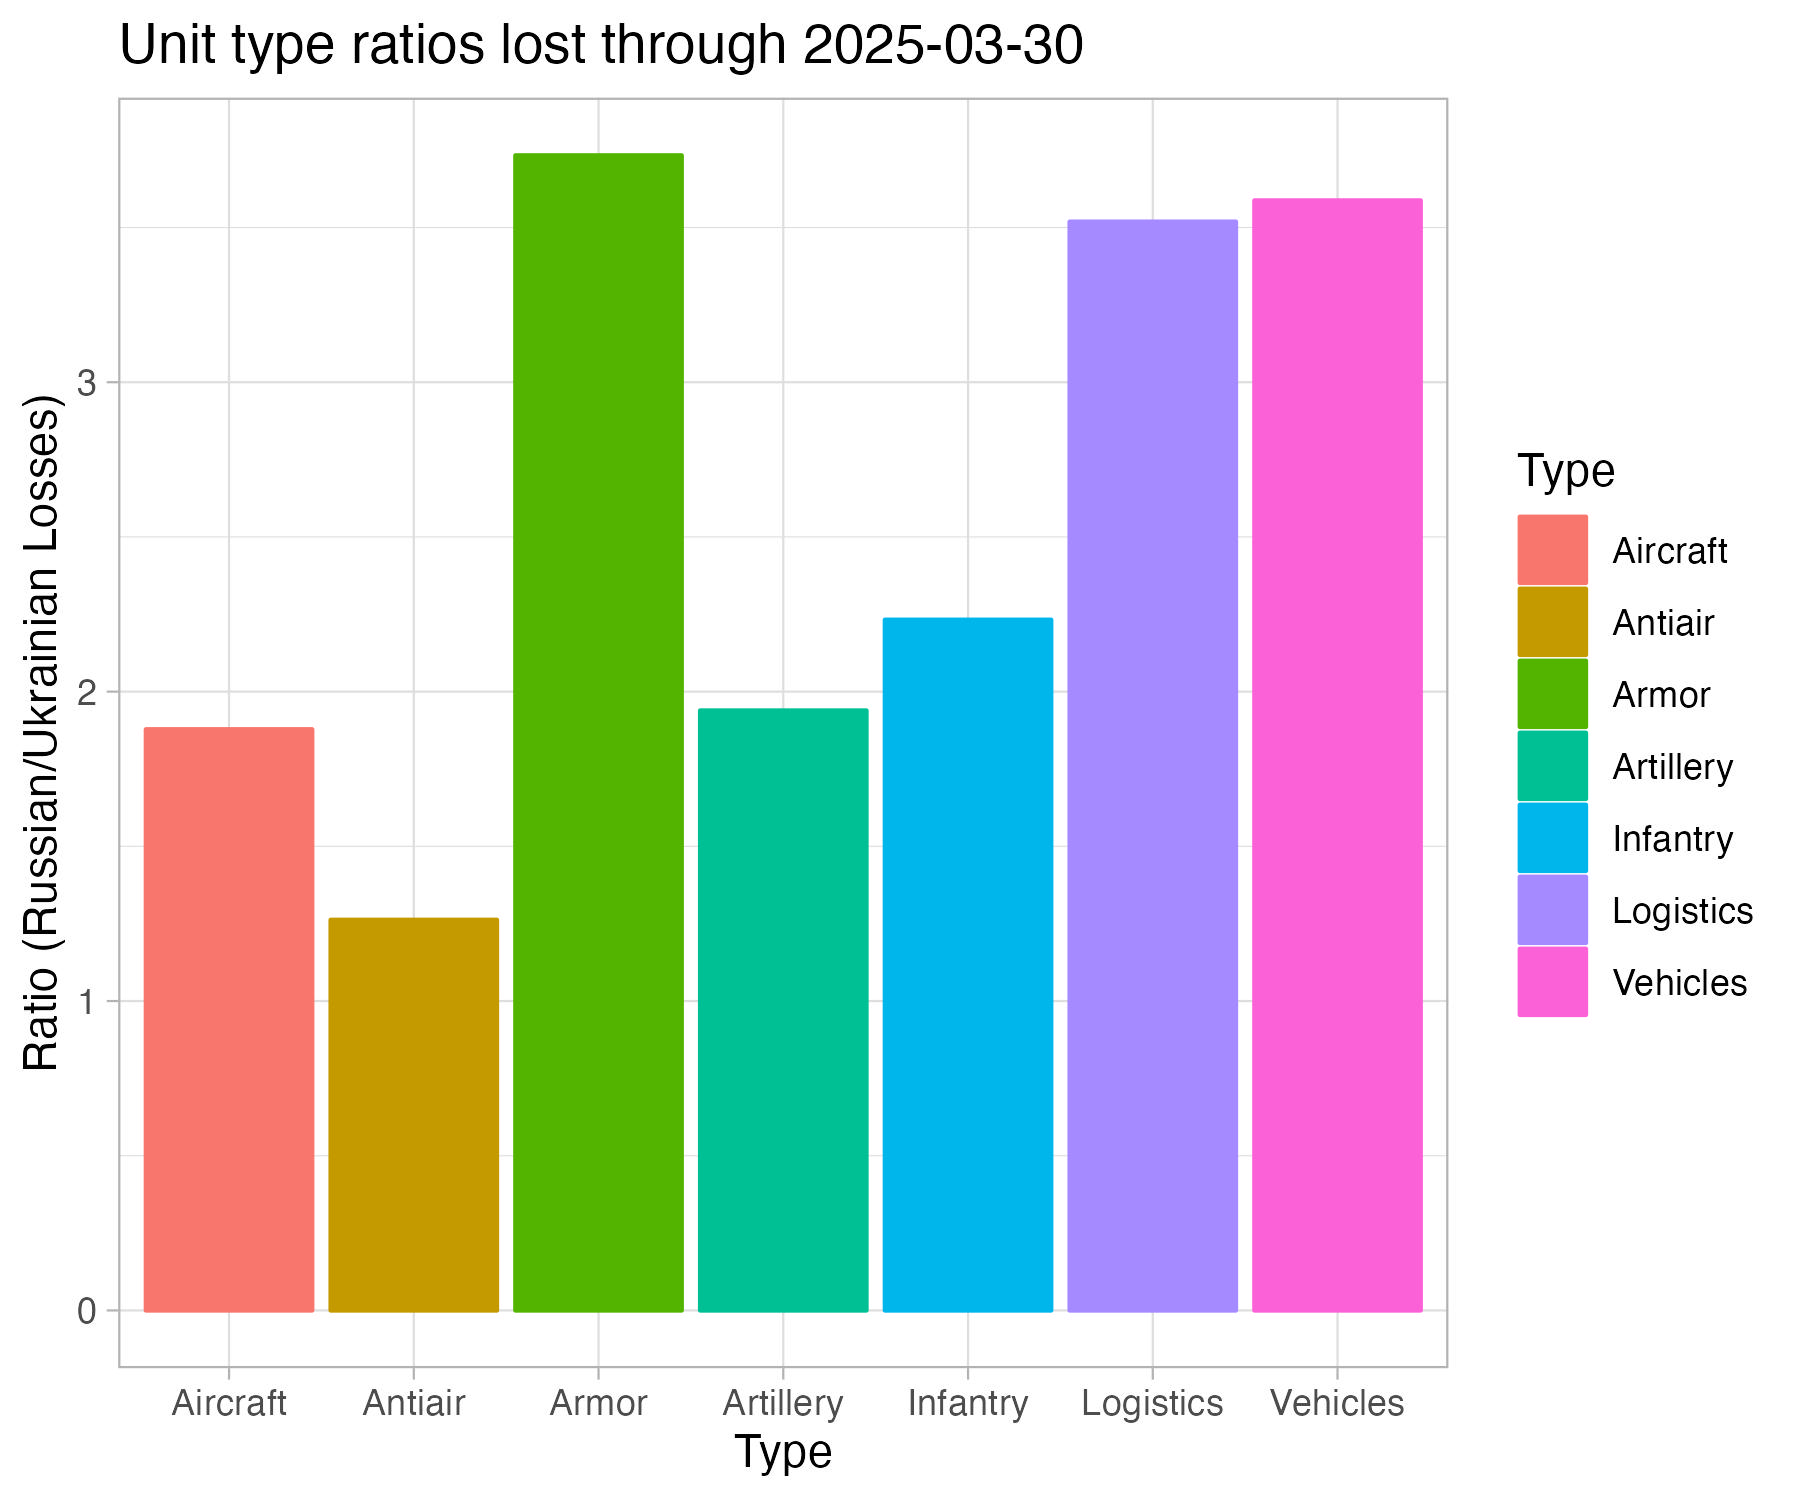 Unit type ratios lost through 2025-03-30
Ratio (Russian/Ukrainian Losses)
3
2
1
0
Aircraft
Antiair
Armor
Artillery
Infantry
Logistics
Vehicles
Type
Type
Aircraft
Antiair
Armor
Artillery
Infantry
Logistics
Vehicles